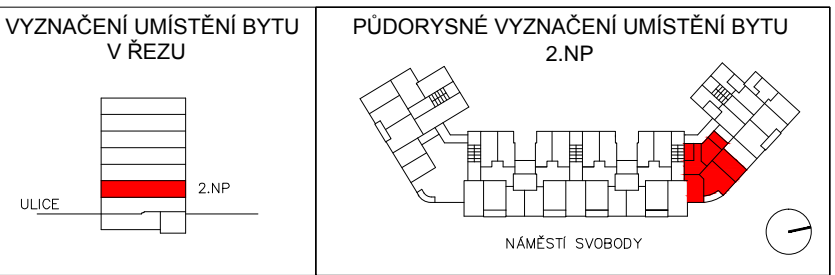 VYZNAČENÍ UMÍSTĚNÍ BYTU
V ŘEZU
2.NP
ULICE
PŮDORYSNÉ VYZNAČENÍ UMÍSTĚNÍ BYTU
2.NP
NÁMĚSTÍ SVOBODY